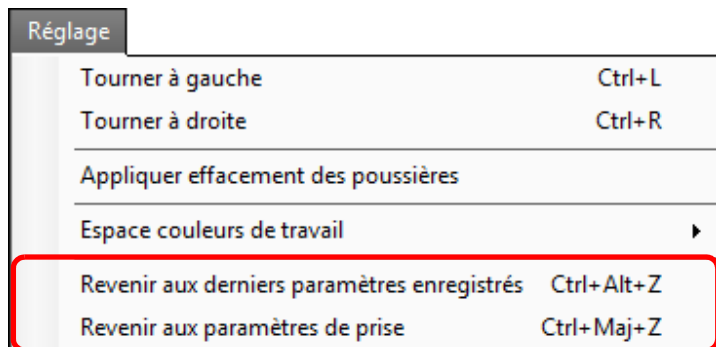 Réglage
Tourner à gauche Ctrl+L
Tourner à droite Ctrl+R
Appliquer effacement des poussières
Espace couleurs de travail
Revenir aux derniers paramètres enregistrés Ctrl+Alt+Z
Revenir aux paramètres de prise Ctrl+Maj+Z